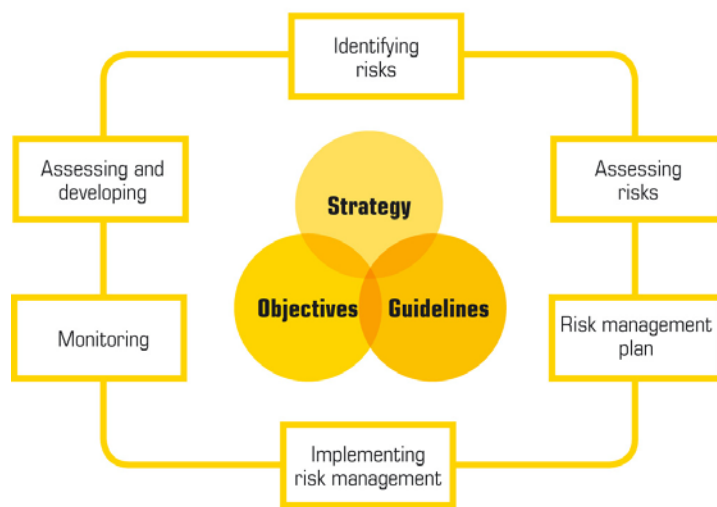 Identifying
risks
Assessing and
developing
Assessing
risks
Strategy
Objectives
Guidelines
Monitoring
Risk management
plan
Implementing
risk management